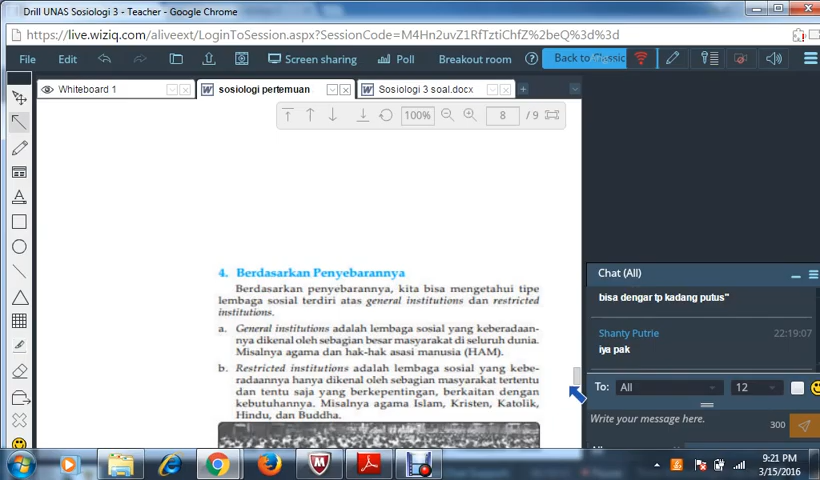 Drill UNAS Sosiologi 3 - Teacher - Google Chrome
https://live.wiziq.com/aliveext/LoginToSession.aspx?SessionCode=M4Hn2uvZ1RfTztiChfZ%2beQ%3d%3d
File Edit Screen sharing Poll Breakout room Back to Classic
Whiteboard 1 sosiologi pertemuan Sosiologi 3 soal.docx
100% 8 / 9
4. Berdasarkan Penyebarannya
Berdasarkan penyebarannya, kita bisa mengetahui tipe
lembaga sosial terdiri atas general institutions dan restricted
institutions.
a. General institutions adalah lembaga sosial yang keberadaan-
nya dikenal oleh sebagian besar masyarakat di seluruh dunia.
Misalnya agama dan hak-hak asasi manusia (HAM).
b. Restricted institutions adalah lembaga sosial yang kebe-
radaannya hanya dikenal oleh sebagian masyarakat tertentu
dan tentu saja yang berkepentingan, berkaitan dengan
kebutuhannya. Misalnya agama Islam, Kristen, Katolik,
Hindu, dan Buddha.
Chat (All)
bisa dengar tp kadang putus"
Shanty Putrie 22:19:07
iya pak
To: All 12
Write your message here. 300
9:21 PM
3/15/2016